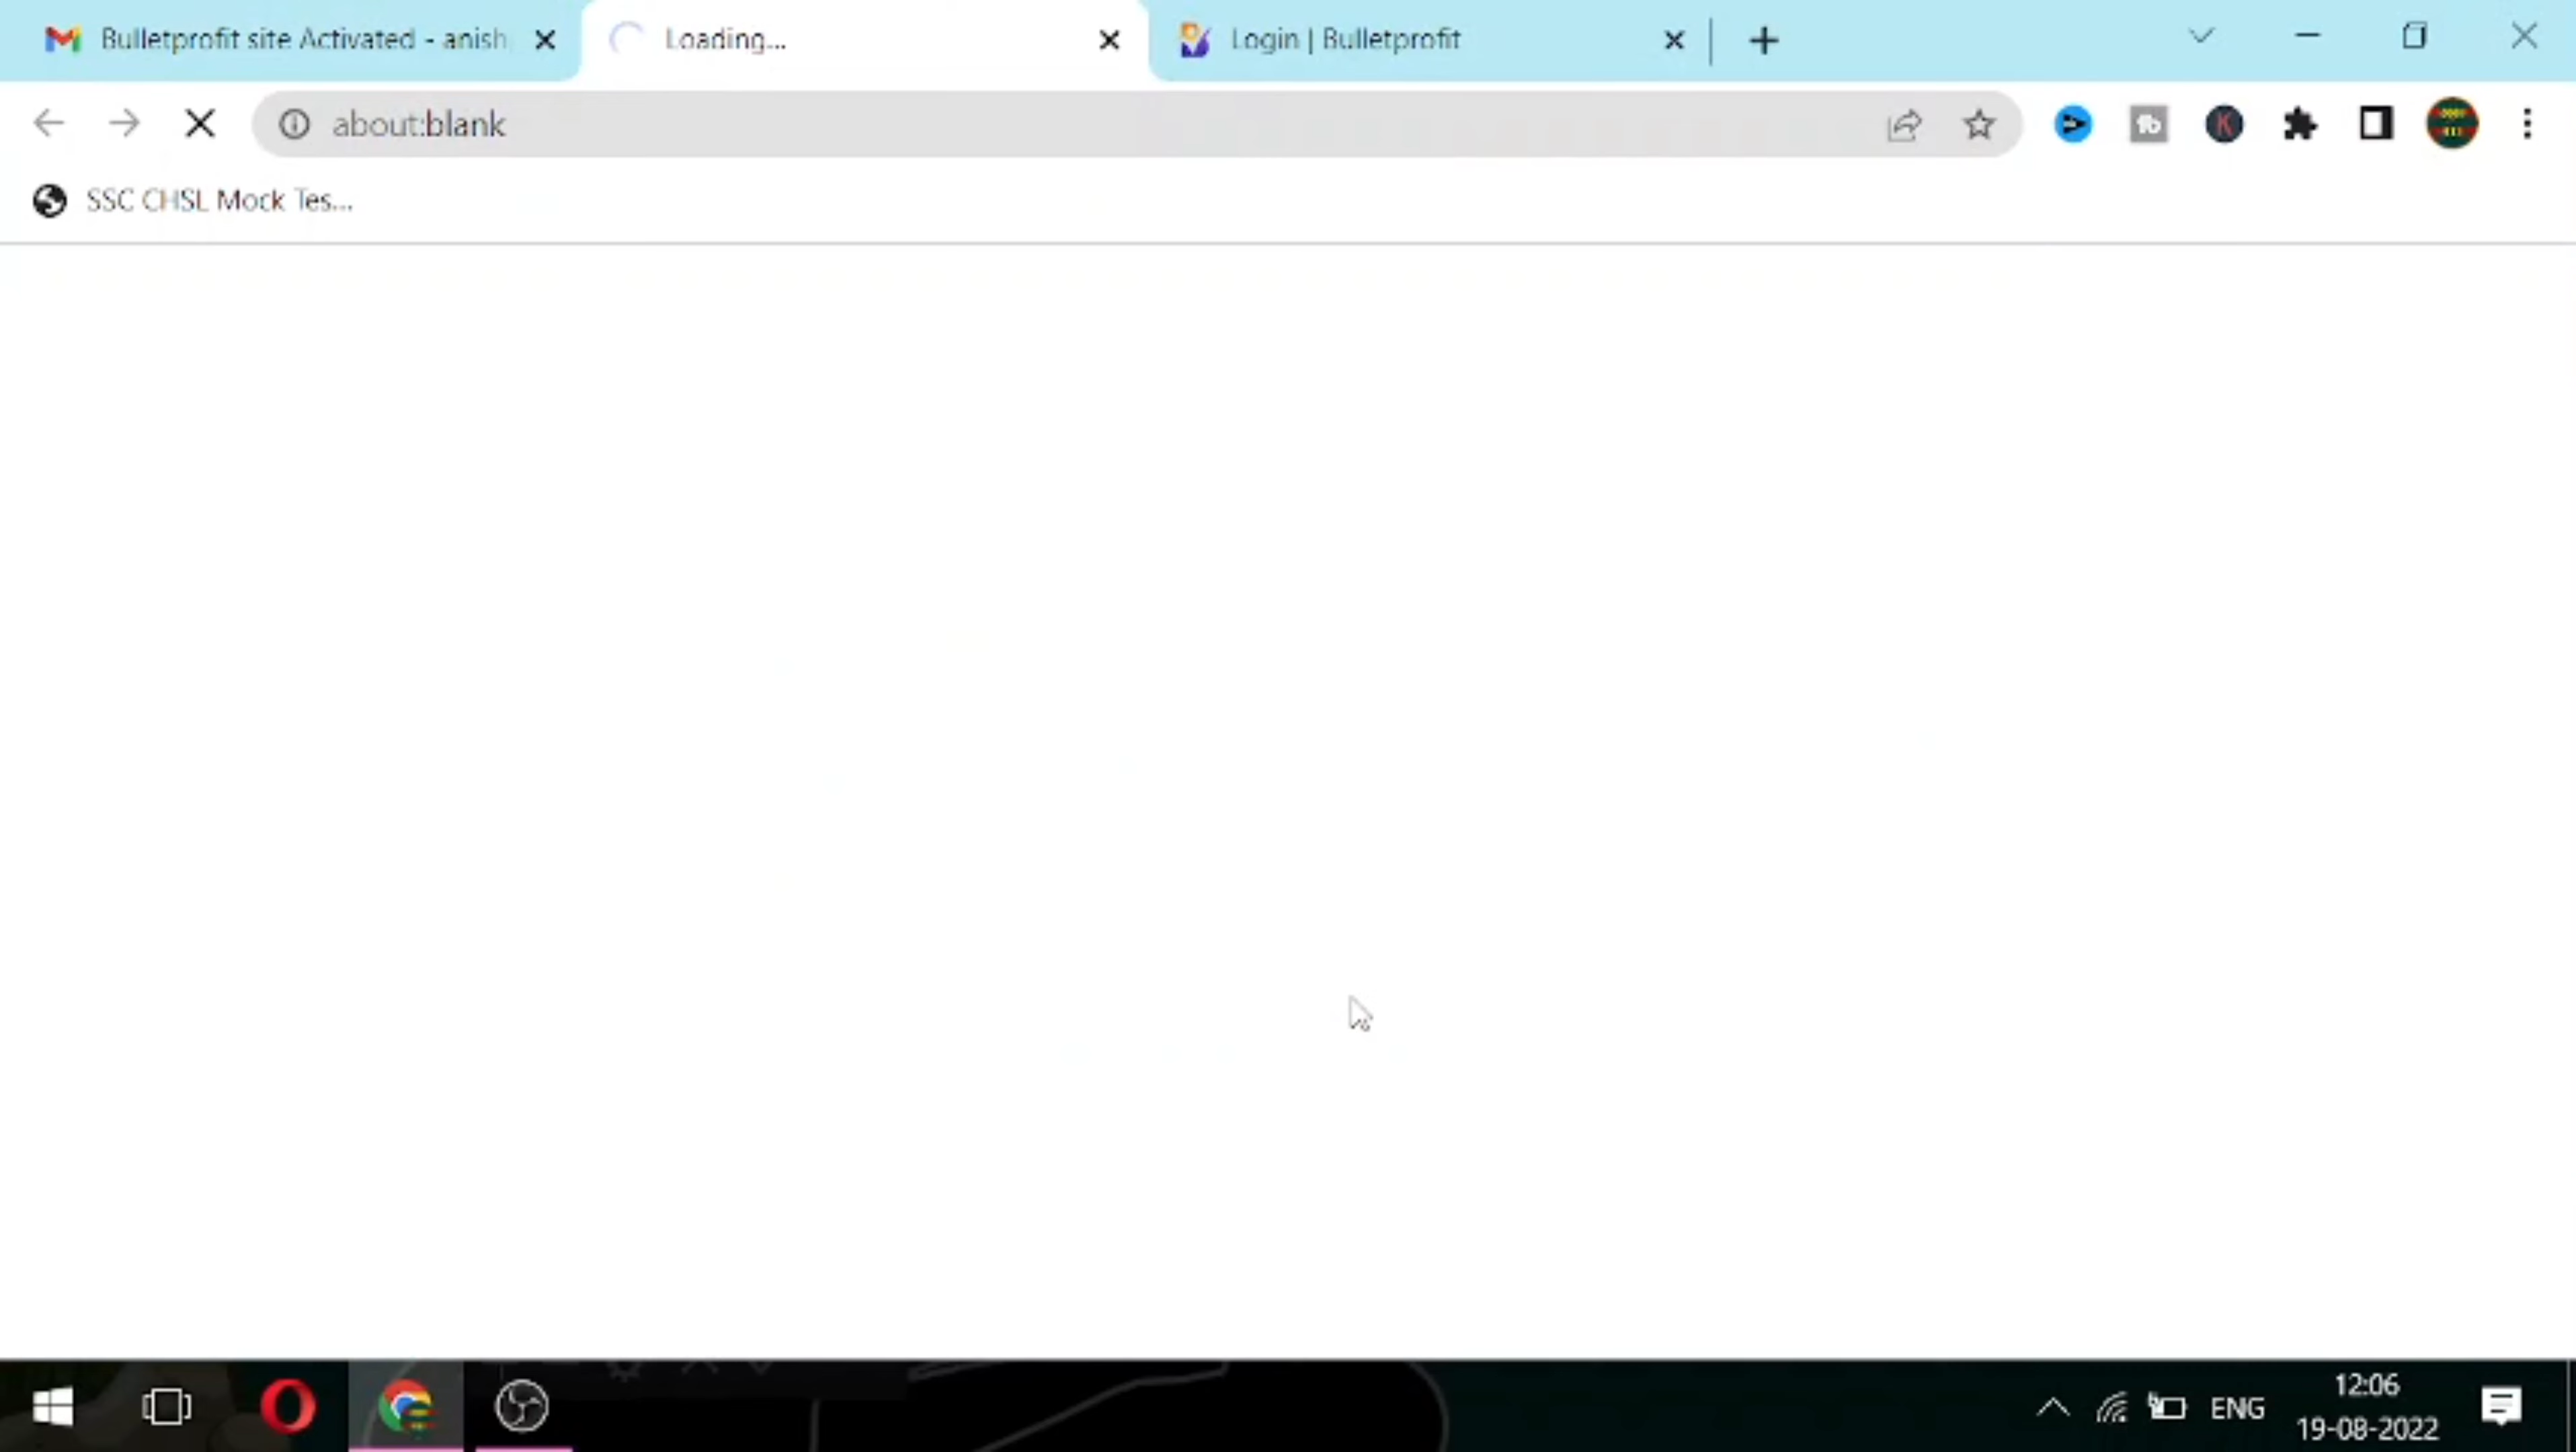 Bulletprofit site Activated - anish
Loading...
Login | Bulletprofit
about:blank
SSC CHSL Mock Tes...
ENG
12:06
19-08-2022